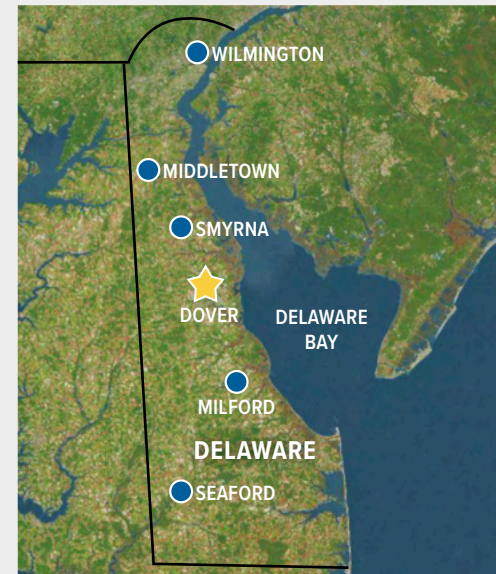 WILMINGTON
MIDDLETOWN
SMYRNA
DOVER
DELAWARE
BAY
MILFORD
DELAWARE
SEAFORD